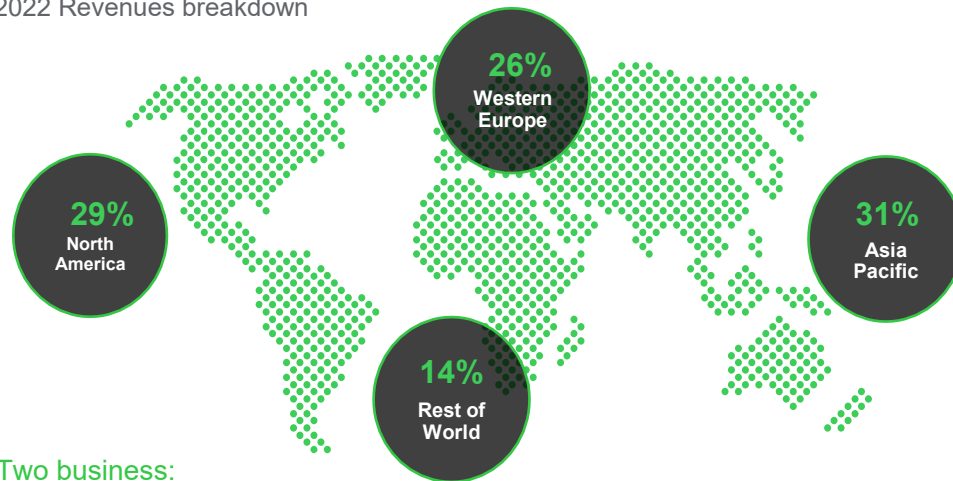 2022 Revenues breakdown
26%
Western
Europe
29%
North
America
31%
Asia
Pacific
14%
Rest of
World
Two business: